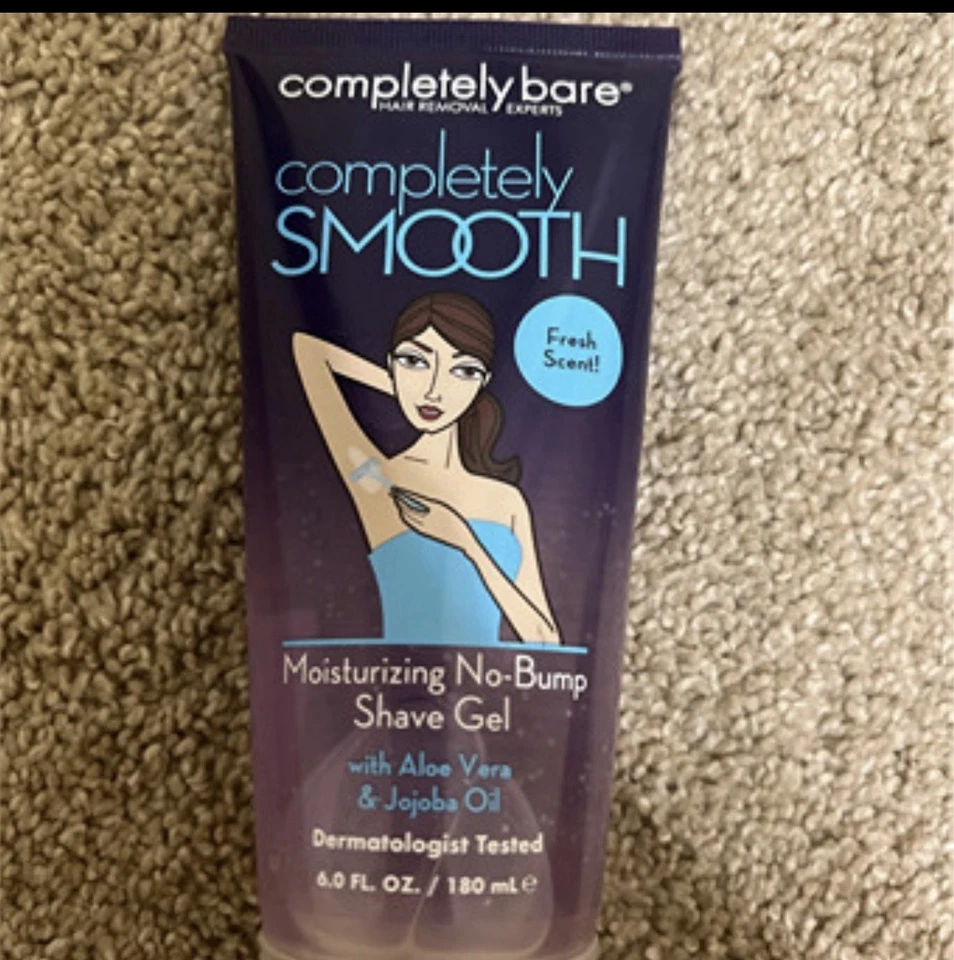 completely bare®
HAIR REMOVAL EXPERTS
completely
SMOOTH
Fresh
Scent!
Moisturizing No-Bump
Shave Gel
with Aloe Vera
& Jojoba Oil
Dermatologist Tested
6.0 FL. OZ. / 180 mL ℮